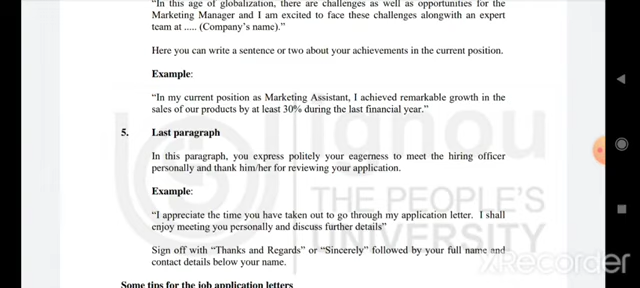 "In this age of globalization, there are challenges as well as opportunities for the
Marketing Manager and I am excited to face these challenges alongwith an expert
team at ..... (Company's name)."
Here you can write a sentence or two about your achievements in the current position.
Example:
"In my current position as Marketing Assistant, I achieved remarkable growth in the
sales of our products by at least 30% during the last financial year."
5. Last paragraph
In this paragraph, you express politely your eagerness to meet the hiring officer
personally and thank him/her for reviewing your application.
Example:
"I appreciate the time you have taken out to go through my application letter. I shall
enjoy meeting you personally and discuss further details"
Sign off with "Thanks and Regards" or "Sincerely" followed by your full name and
contact details below your name.
Some tips for the job application letters
ignou
THE PEOPLE'S
UNIVERSITY
XRecorder